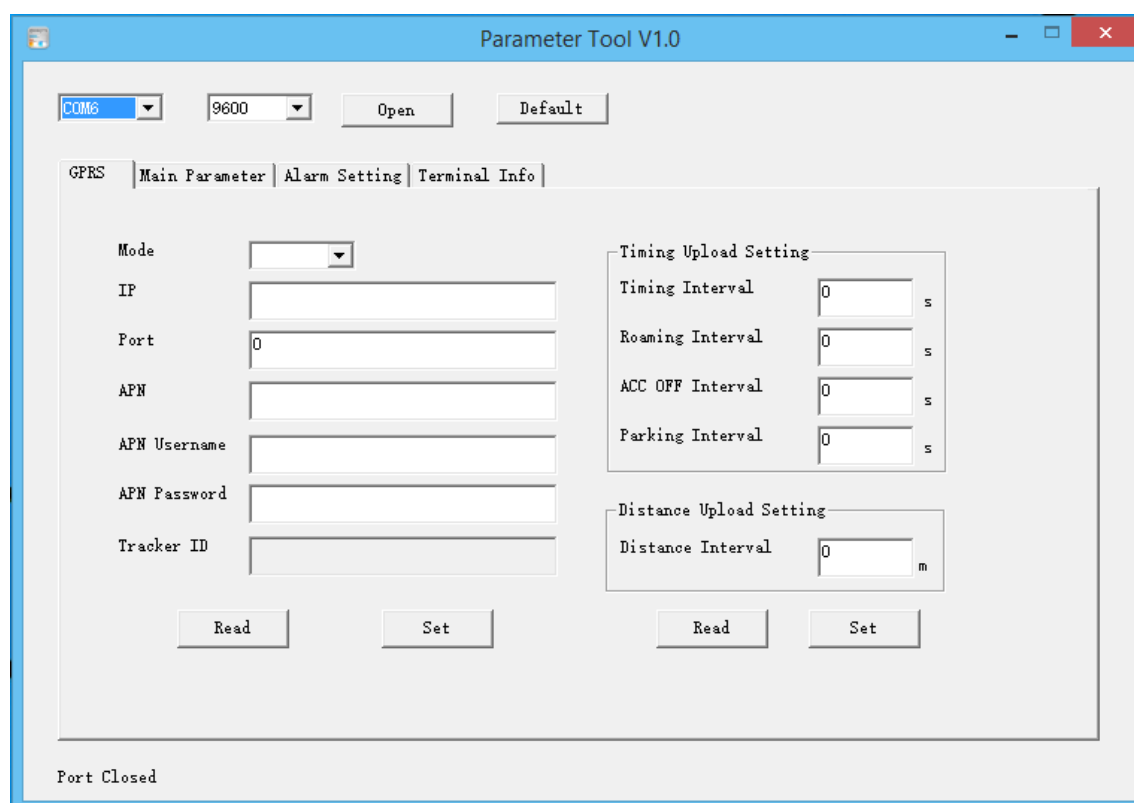 Parameter Tool V1.0
COM6 9600 Open Default
GPRS Main Parameter Alarm Setting Terminal Info
Mode
IP
Port 0
APN
APN Username
APN Password
Tracker ID
Read Set
Timing Upload Setting
Timing Interval 0 s
Roaming Interval 0 s
ACC OFF Interval 0 s
Parking Interval 0 s
Distance Upload Setting
Distance Interval 0 m
Read Set
Port Closed